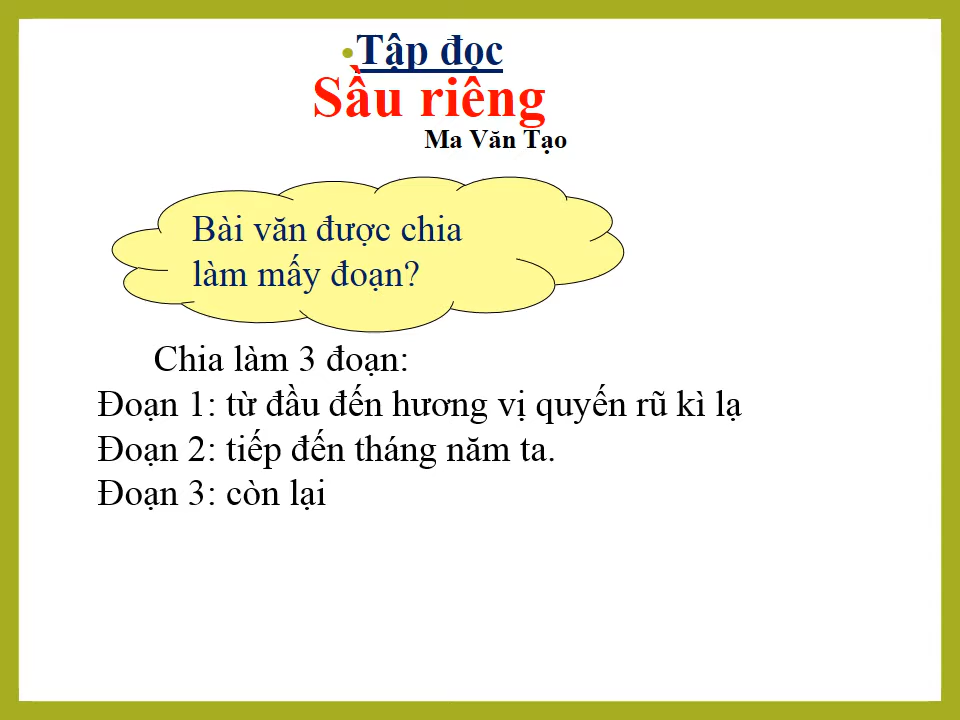 •Tập đọc
Sầu riêng
Ma Văn Tạo
Bài văn được chia
làm mấy đoạn?
Chia làm 3 đoạn:
Đoạn 1: từ đầu đến hương vị quyến rũ kì lạ
Đoạn 2: tiếp đến tháng năm ta.
Đoạn 3: còn lại